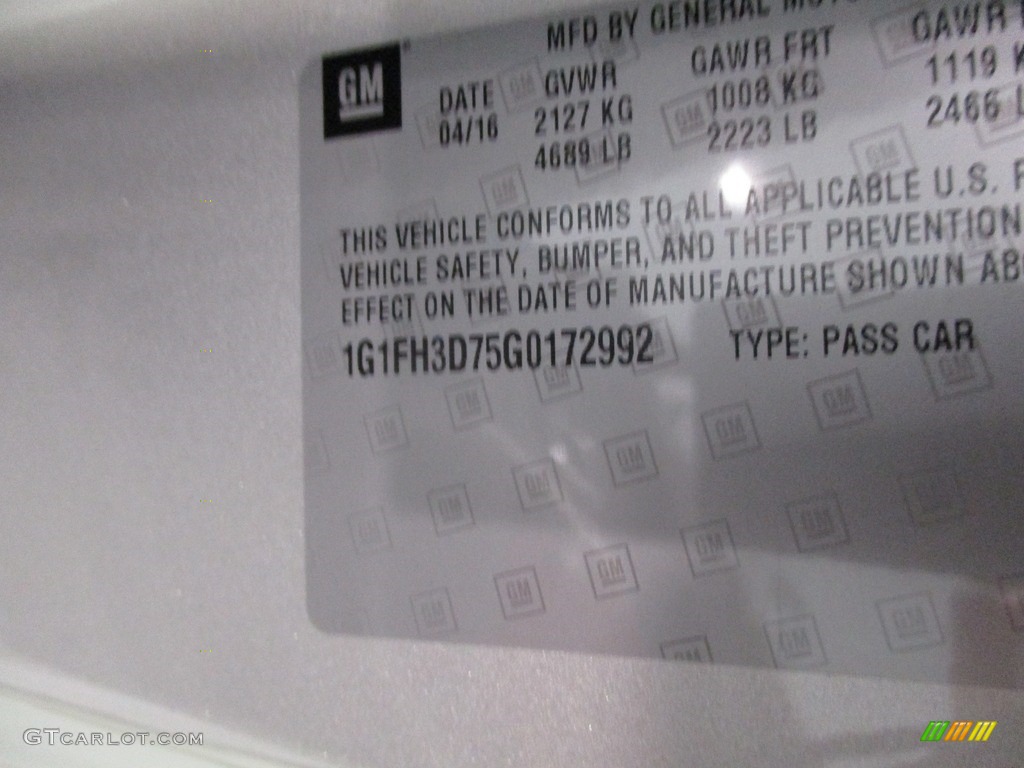 GM
MFD BY GENERAL
DATE GVWR GAWR FRT GAWR
04/16 2127 KG 1008 KG 1119 K
4689 LB 2223 LB 2466 L
THIS VEHICLE CONFORMS TO ALL APPLICABLE U.S. F
VEHICLE SAFETY, BUMPER, AND THEFT PREVENTION
EFFECT ON THE DATE OF MANUFACTURE SHOWN AB
1G1FH3D75G0172992 TYPE: PASS CAR
GTCARLOT.COM